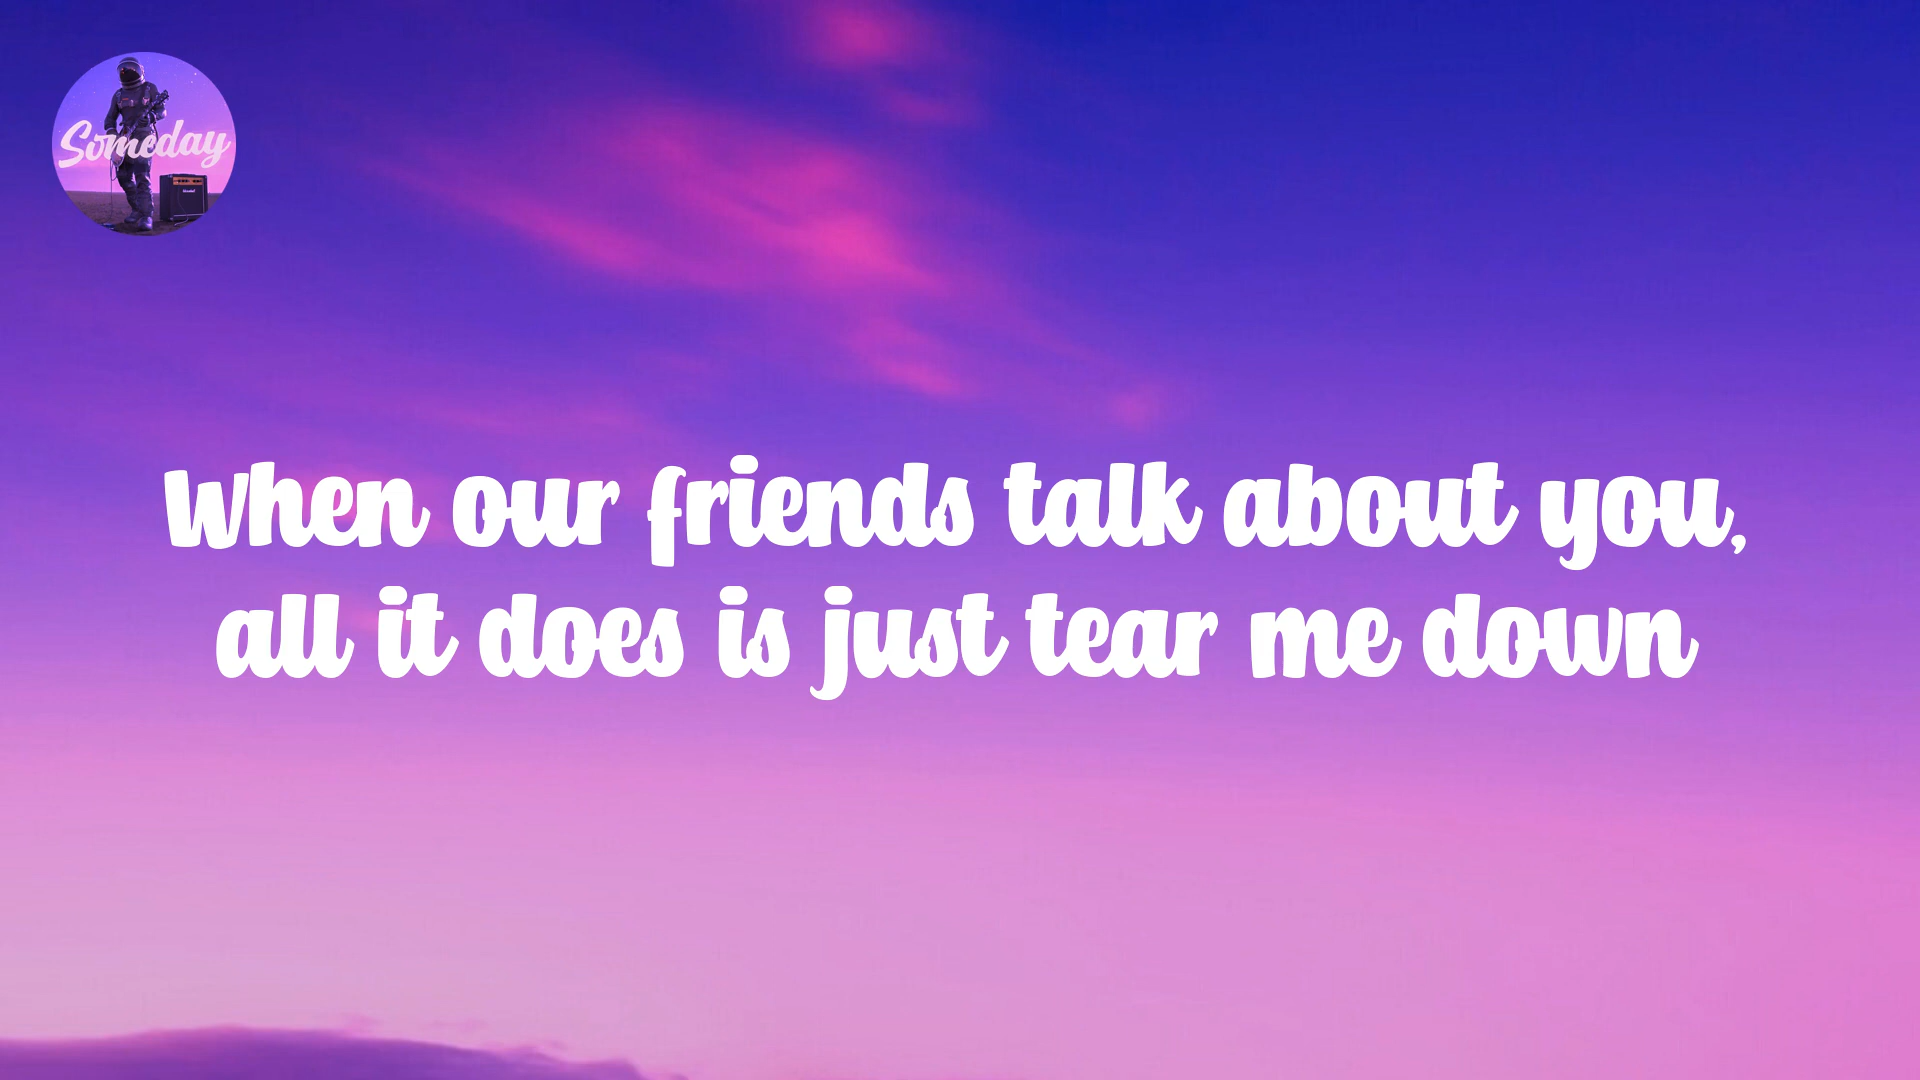 Someday
When our friends talk about you,
all it does is just tear me down